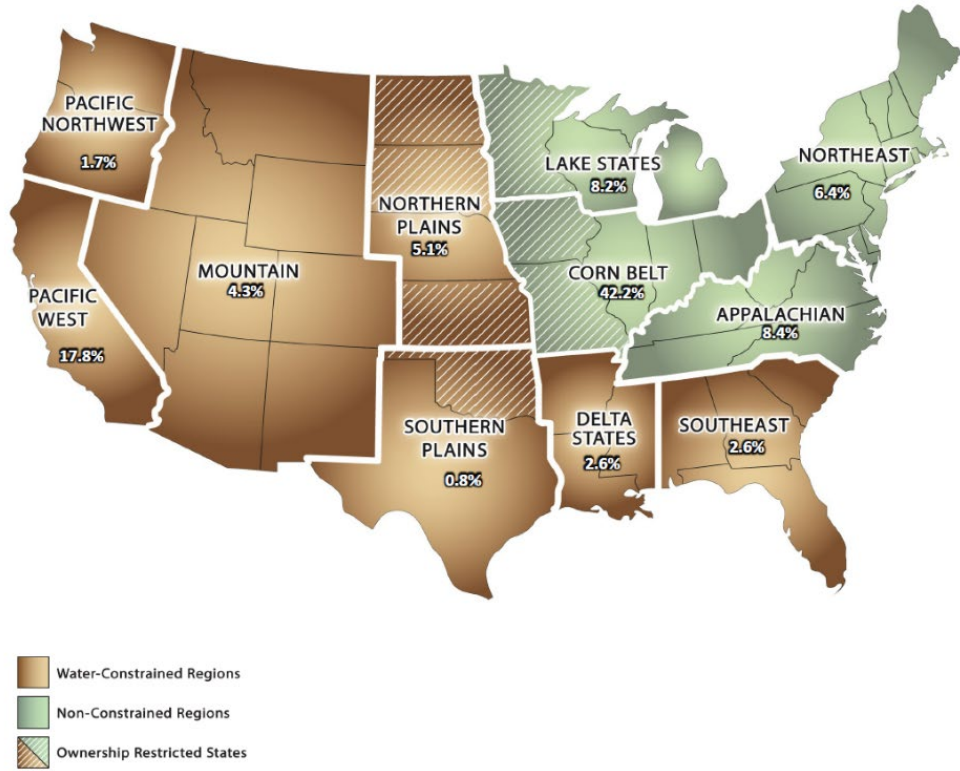 PACIFIC
NORTHWEST
1.7%
LAKE STATES
8.2%
NORTHEAST
6.4%
NORTHERN
PLAINS
5.1%
MOUNTAIN
4.3%
CORN BELT
42.2%
PACIFIC
WEST
17.8%
APPALACHIAN
8.4%
SOUTHERN
PLAINS
0.8%
DELTA
STATES
2.6%
SOUTHEAST
2.6%
Water-Constrained Regions
Non-Constrained Regions
Ownership Restricted States